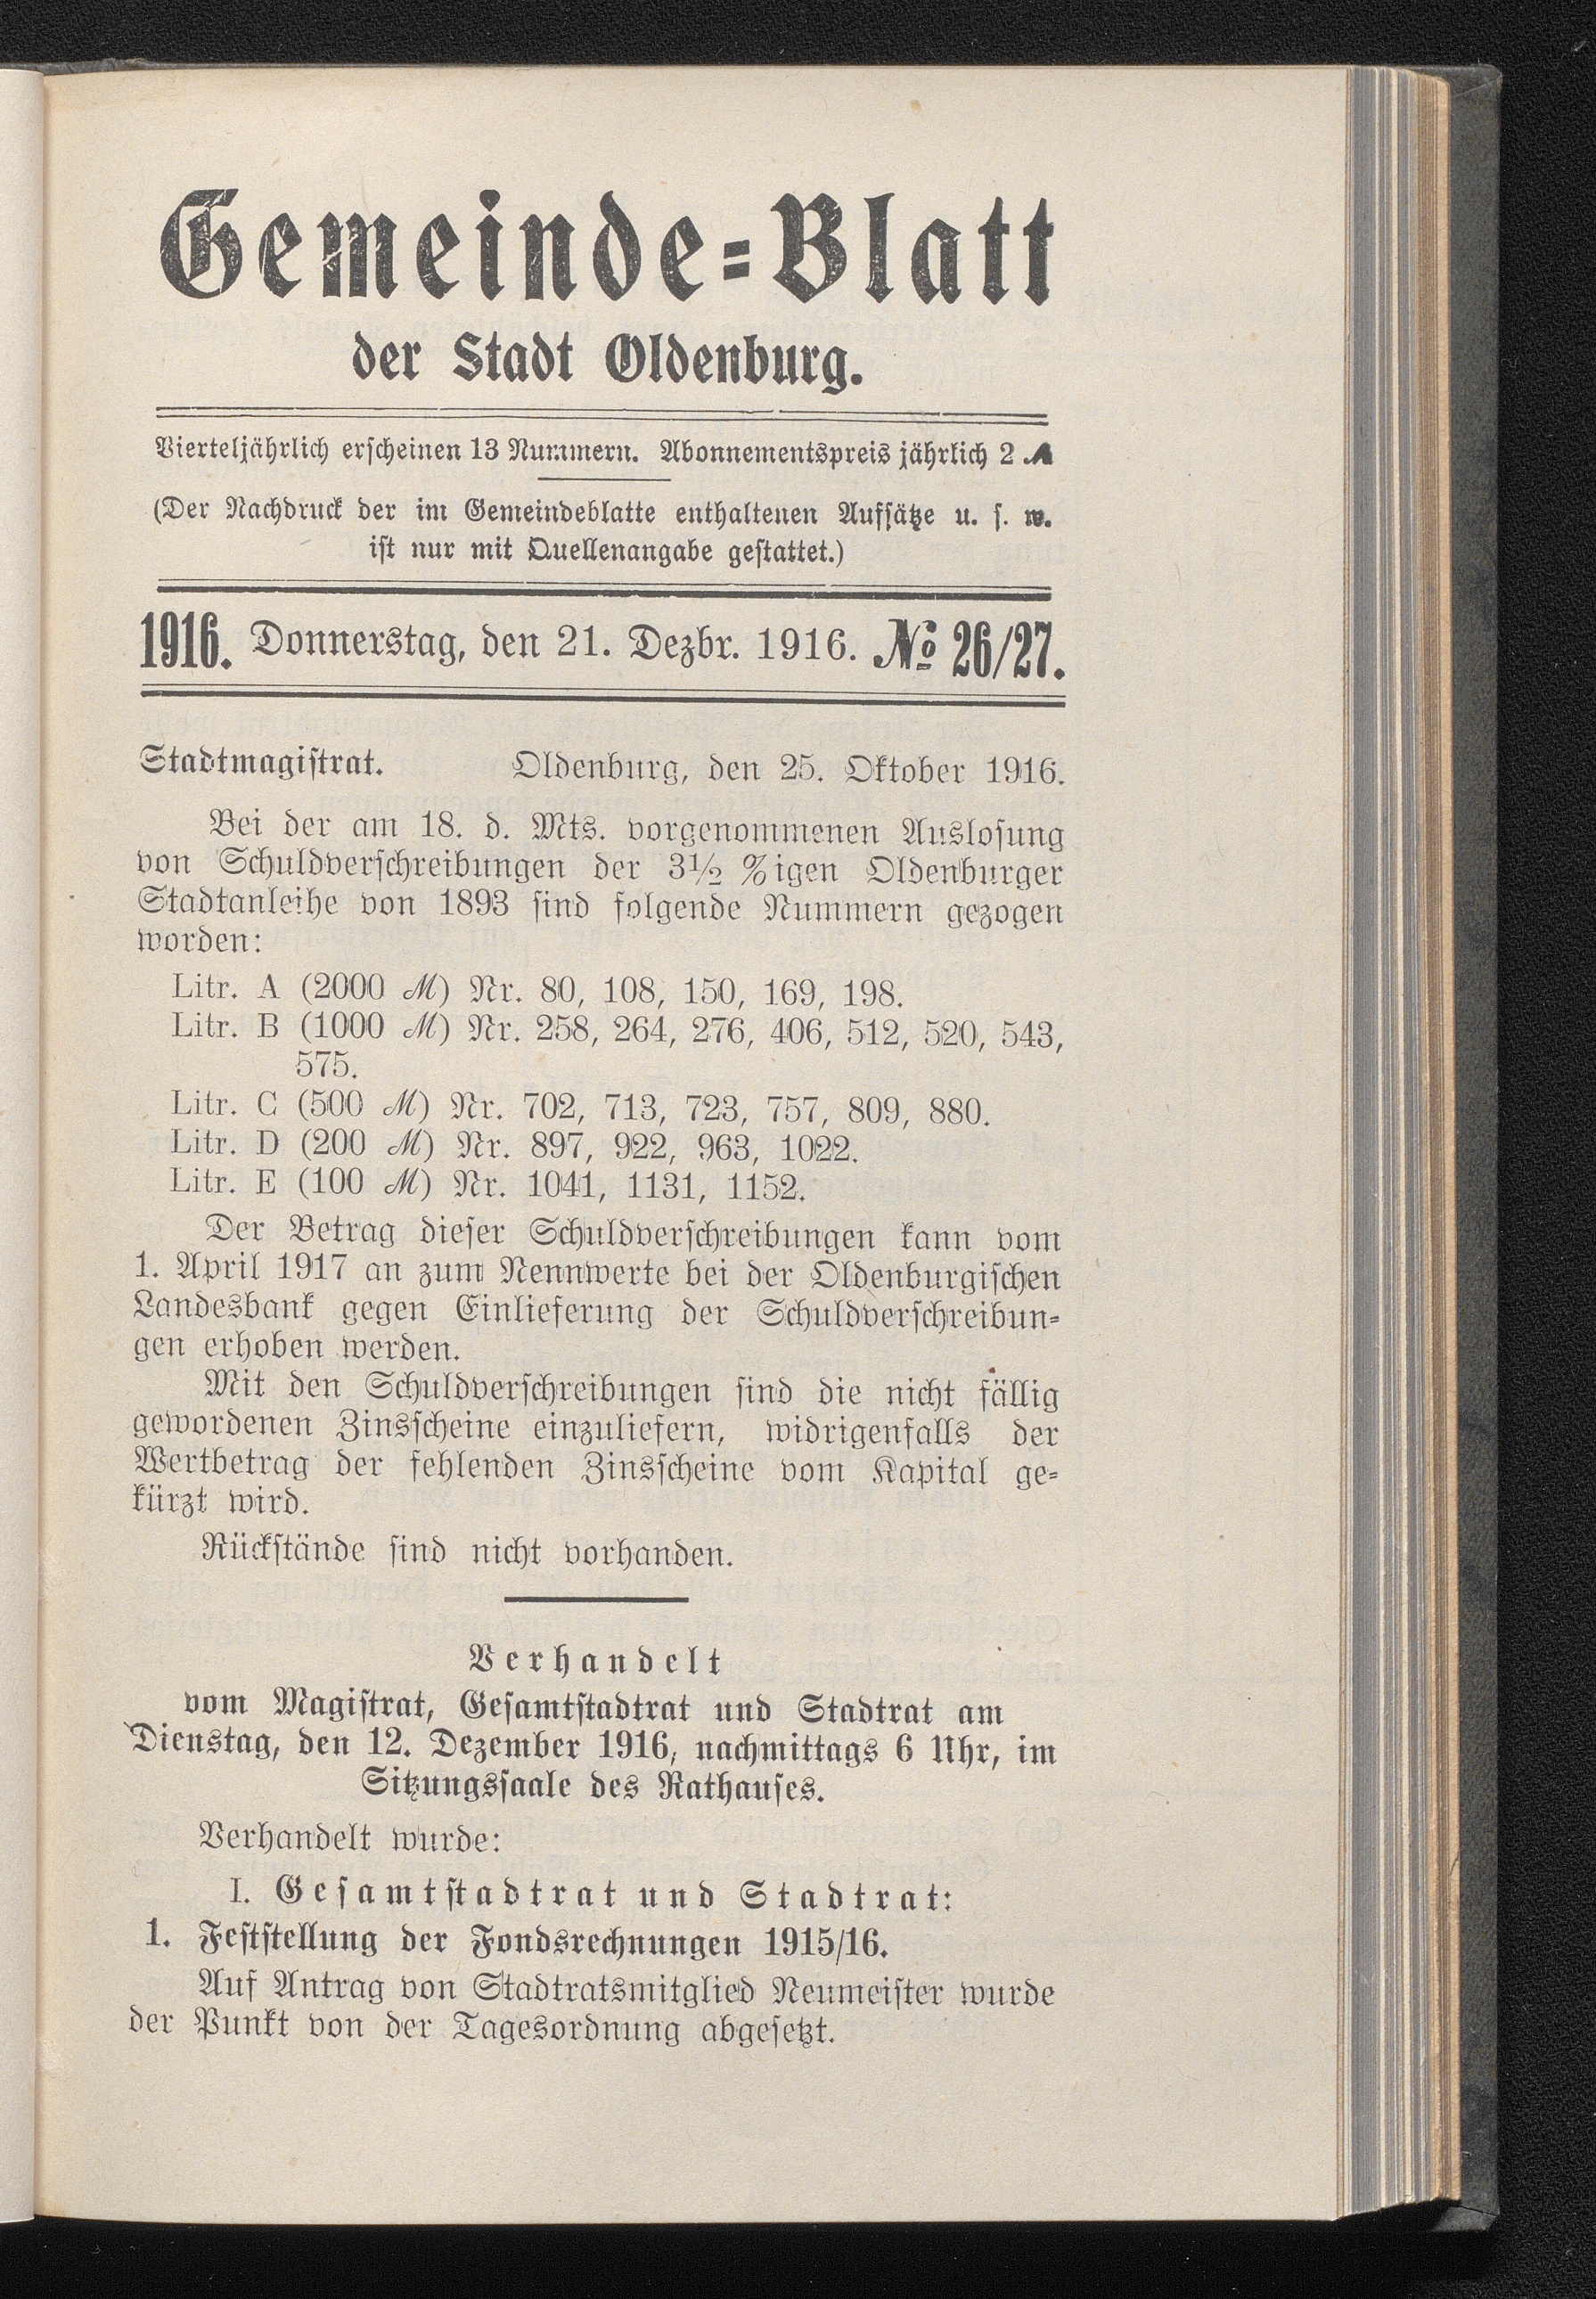 Gemeinde=Blatt
der Stadt Oldenburg.
Vierteljährlich erscheinen 13 Nummern. Abonnementspreis jährlich 2 ℳ
(Der Nachdruck der im Gemeindeblatte enthaltenen Aufsätze u. s. w.
ist nur mit Quellenangabe gestattet.)
1916. Donnerstag, den 21. Dezbr. 1916. № 26/27.
Stadtmagistrat. Oldenburg, den 25. Oktober 1916.
Bei der am 18. d. Mts. vorgenommenen Auslosung
von Schuldverschreibungen der 3½ %igen Oldenburger
Stadtanleihe von 1893 sind folgende Nummern gezogen
worden:
Litr. A (2000 ℳ) Nr. 80, 108, 150, 169, 198.
Litr. B (1000 ℳ) Nr. 258, 264, 276, 406, 512, 520, 543,
575.
Litr. C (500 ℳ) Nr. 702, 713, 723, 757, 809, 880.
Litr. D (200 ℳ) Nr. 897, 922, 963, 1022.
Litr. E (100 ℳ) Nr. 1041, 1131, 1152.
Der Betrag dieser Schuldverschreibungen kann vom
1. April 1917 an zum Nennwerte bei der Oldenburgischen
Landesbank gegen Einlieferung der Schuldverschreibun=
gen erhoben werden.
Mit den Schuldverschreibungen sind die nicht fällig
gewordenen Zinsscheine einzuliefern, widrigenfalls der
Wertbetrag der fehlenden Zinsscheine vom Kapital ge=
kürzt wird.
Rückstände sind nicht vorhanden.
Verhandelt
vom Magistrat, Gesamtstadtrat und Stadtrat am
Dienstag, den 12. Dezember 1916, nachmittags 6 Uhr, im
Sitzungssaale des Rathauses.
Verhandelt wurde:
I. Gesamtstadtrat und Stadtrat:
1. Feststellung der Fondsrechnungen 1915/16.
Auf Antrag von Stadtratsmitglied Neumeister wurde
der Punkt von der Tagesordnung abgesetzt.